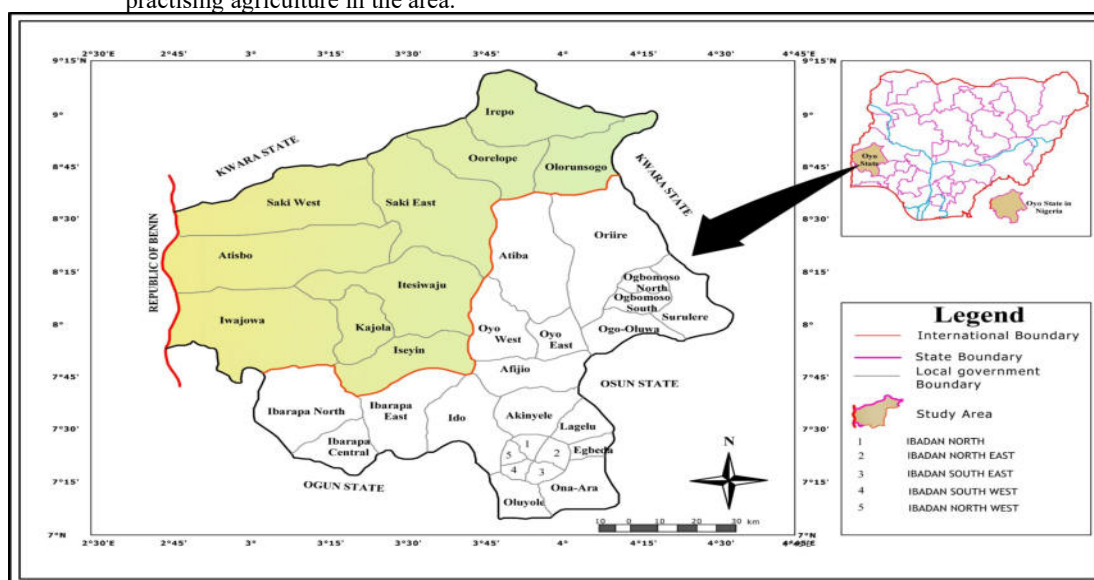 practising agriculture in the area.
2°30'E 2°45' 3° 3°15' 3°30' 3°45' 4° 4°15' 4°30' 4°45'
9°15'N
9°15'N
9°
9°
8°45'
8°45'
8°30'
8°30'
8°15'
8°15'
8°
8°
7°45'
7°45'
7°30'
7°30'
7°15'
7°15'
7°N
7°N
2°30'E 2°45' 3° 3°15' 3°30' 3°45' 4° 4°15' 4°30'
KWARA STATE
KWARA STATE
REPUBLIC OF BENIN
OSUN STATE
OGUN STATE
Irepo
Oorelope
Olorunsogo
Saki West
Saki East
Atisbo
Itesiwaju
Iwajowa
Kajola
Iseyin
Atiba
Oriire
Ogbomoso
North
Ogbomoso
South
Surulere
Ogo-Oluwa
Oyo
West
Oyo
East
Afijio
Ibarapa North
Ibarapa
East
Ibarapa
Central
Ido
Akinyele
Lagelu
Egbeda
1
2
3
4
5
Ona-Ara
Oluyole
N
10 0 10 20 30 km
Oyo
State
Oyo State in
Nigeria
Legend
International Boundary
State Boundary
Local government
Boundary
Study Area
1 IBADAN NORTH
2 IBADAN NORTH EAST
3 IBADAN SOUTH EAST
4 IBADAN SOUTH WEST
5 IBADAN NORTH WEST